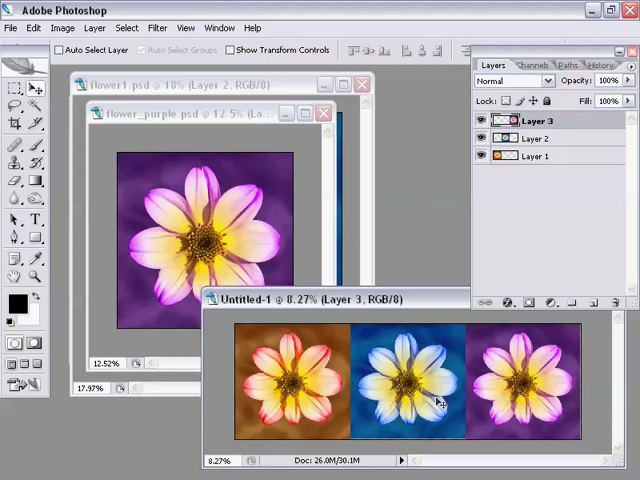 Adobe Photoshop
File Edit Image Layer Select Filter View Window Help
Auto Select Layer Auto Select Groups Show Transform Controls
flower1.psd @ 18% (Layer 2, RGB/8)
flower_purple.psd @ 12.5% (La...
Layers Channels Paths History
Normal Opacity: 100%
Lock: Fill: 100%
Layer 3
Layer 2
Layer 1
T
Untitled-1 @ 8.27% (Layer 3, RGB/8)
12.52%
17.97%
8.27% Doc: 26.0M/30.1M